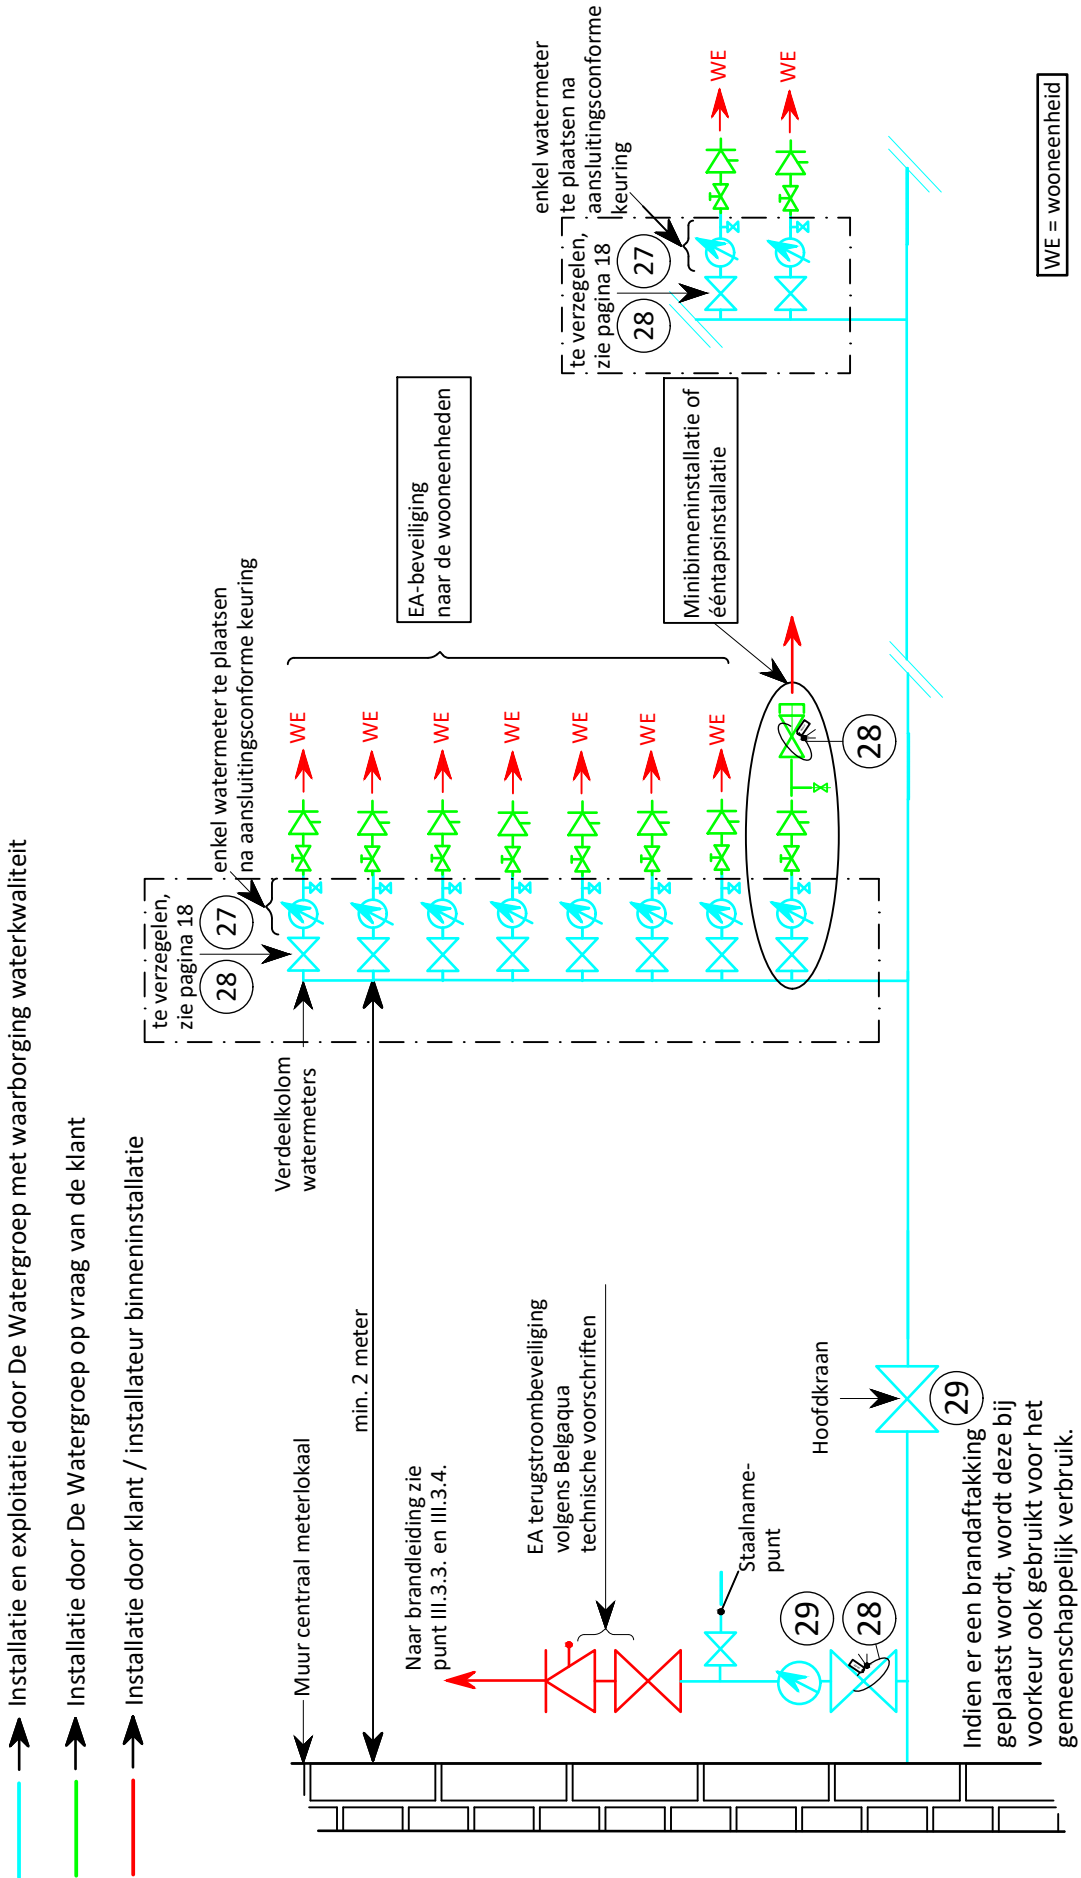 Installatie en exploitatie door De Watergroep met waarborging waterkwaliteit
Installatie door De Watergroep op vraag van de klant
Installatie door klant / installateur binneninstallatie
Muur centraal meterlokaal
min. 2 meter
Naar brandleiding zie
punt III.3.3. en III.3.4.
EA terugstroombeveiliging
volgens Belgaqua
technische voorschriften
Staalname-
punt
29
28
Hoofdkraan
29
Indien er een brandaftakking
geplaatst wordt, wordt deze bij
voorkeur ook gebruikt voor het
gemeenschappelijk verbruik.
Verdeelkolom
watermeters
te verzegelen,
zie pagina 18
28
27
enkel watermeter te plaatsen
na aansluitingsconforme keuring
WE
WE
WE
WE
WE
WE
WE
EA-beveiliging
naar de wooneenheden
28
Minibinneninstallatie of
ééntapsinstallatie
te verzegelen,
zie pagina 18
28
27
enkel watermeter
te plaatsen na
aansluitingsconforme
keuring
WE
WE
WE = wooneenheid